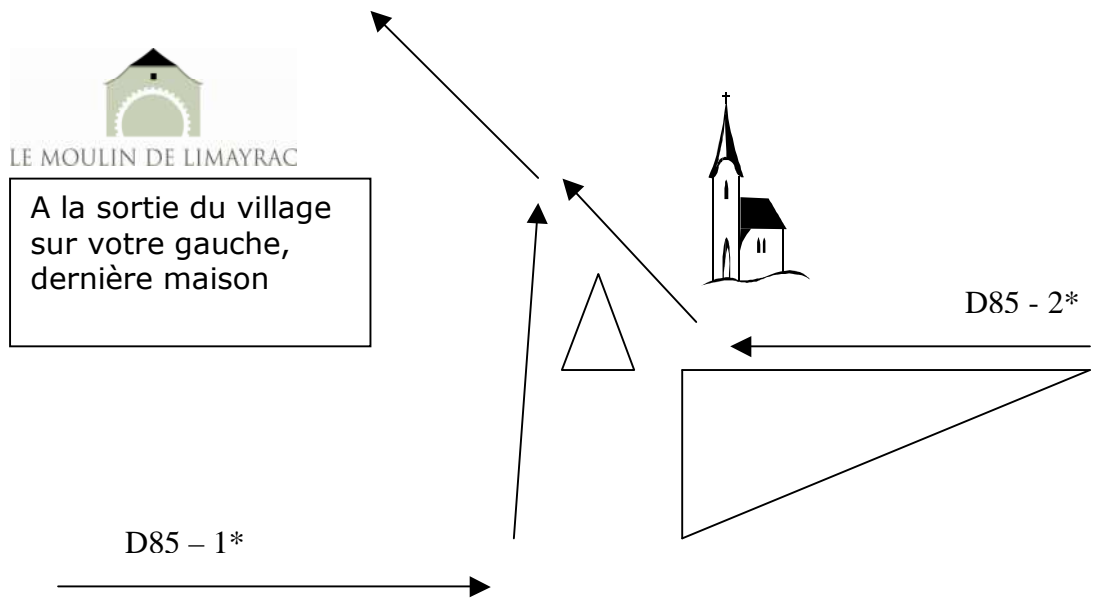 LE MOULIN DE LIMAYRAC
A la sortie du village
sur votre gauche,
dernière maison
D85 - 2*
D85 – 1*